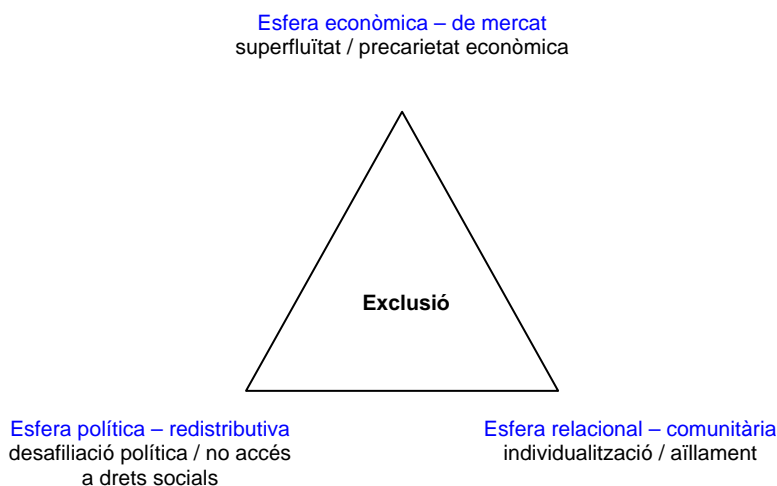 Esfera econòmica – de mercat
superfluïtat / precarietat econòmica
Exclusió
Esfera política – redistributiva
desafiliació política / no accés
a drets socials
Esfera relacional – comunitària
individualització / aïllament